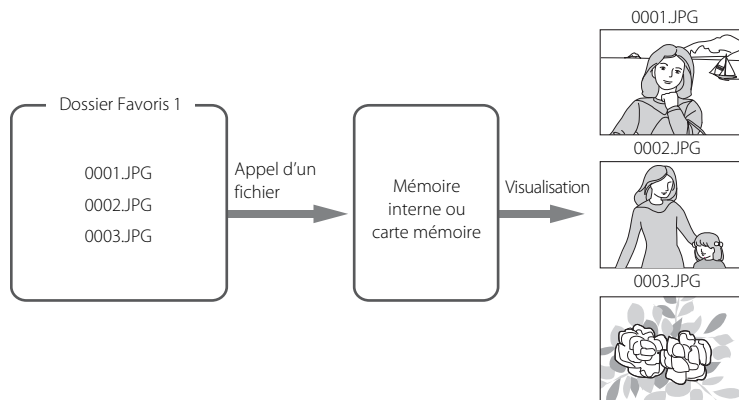 Dossier Favoris 1
0001.JPG
0002.JPG
0003.JPG
Appel d’un
fichier
Mémoire
interne ou
carte mémoire
Visualisation
0001.JPG
0002.JPG
0003.JPG